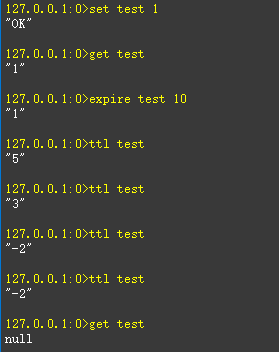 127.0.0.1:0>set test 1
"OK"
127.0.0.1:0>get test
"1"
127.0.0.1:0>expire test 10
"1"
127.0.0.1:0>ttl test
"5"
127.0.0.1:0>ttl test
"3"
127.0.0.1:0>ttl test
"-2"
127.0.0.1:0>ttl test
"-2"
127.0.0.1:0>get test
null